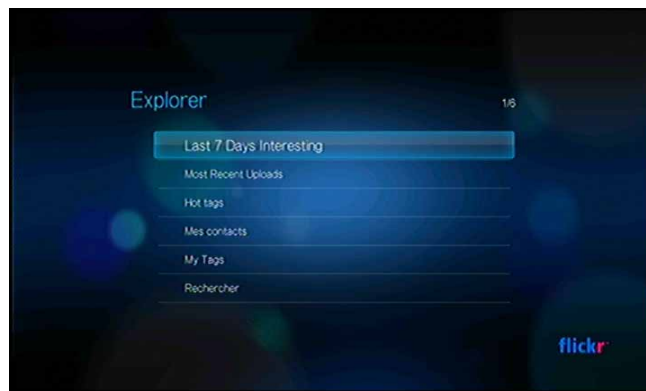 Explorer
1/6
Last 7 Days Interesting
Most Recent Uploads
Hot tags
Mes contacts
My Tags
Rechercher
flickr